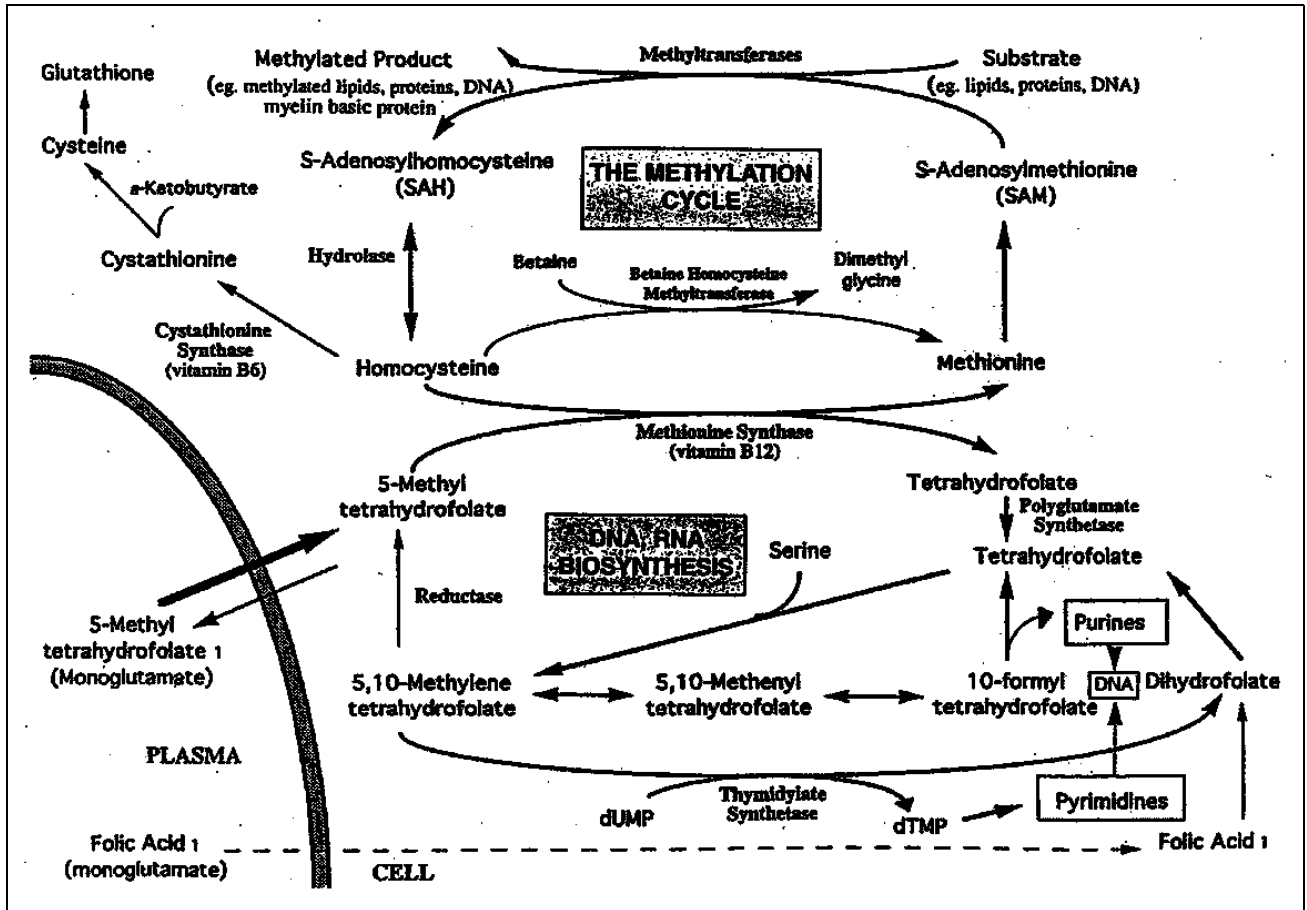 Glutathione
Cysteine
a-Ketobutyrate
Cystathionine
Cystathionine
Synthase
(vitamin B6)
Methylated Product
(eg. methylated lipids, proteins, DNA)
myelin basic protein
Methyltransferases
Substrate
(eg. lipids, proteins, DNA)
S-Adenosylhomocysteine
(SAH)
THE METHYLATION
CYCLE
S-Adenosylmethionine
(SAM)
Hydrolase
Betaine
Betaine Homocysteine
Methyltransferase
Dimethyl
glycine
Homocysteine
Methionine
Methionine Synthase
(vitamin B12)
5-Methyl
tetrahydrofolate
Tetrahydrofolate
Polyglutamate
Synthetase
Tetrahydrofolate
DNA, RNA
BIOSYNTHESIS
Serine
Reductase
5-Methyl
tetrahydrofolate 1
(Monoglutamate)
Purines
5,10-Methylene
tetrahydrofolate
5,10-Methenyl
tetrahydrofolate
10-formyl
tetrahydrofolate
DNA
Dihydrofolate
PLASMA
dUMP
Thymidylate
Synthetase
dTMP
Pyrimidines
Folic Acid 1
(monoglutamate)
CELL
Folic Acid 1